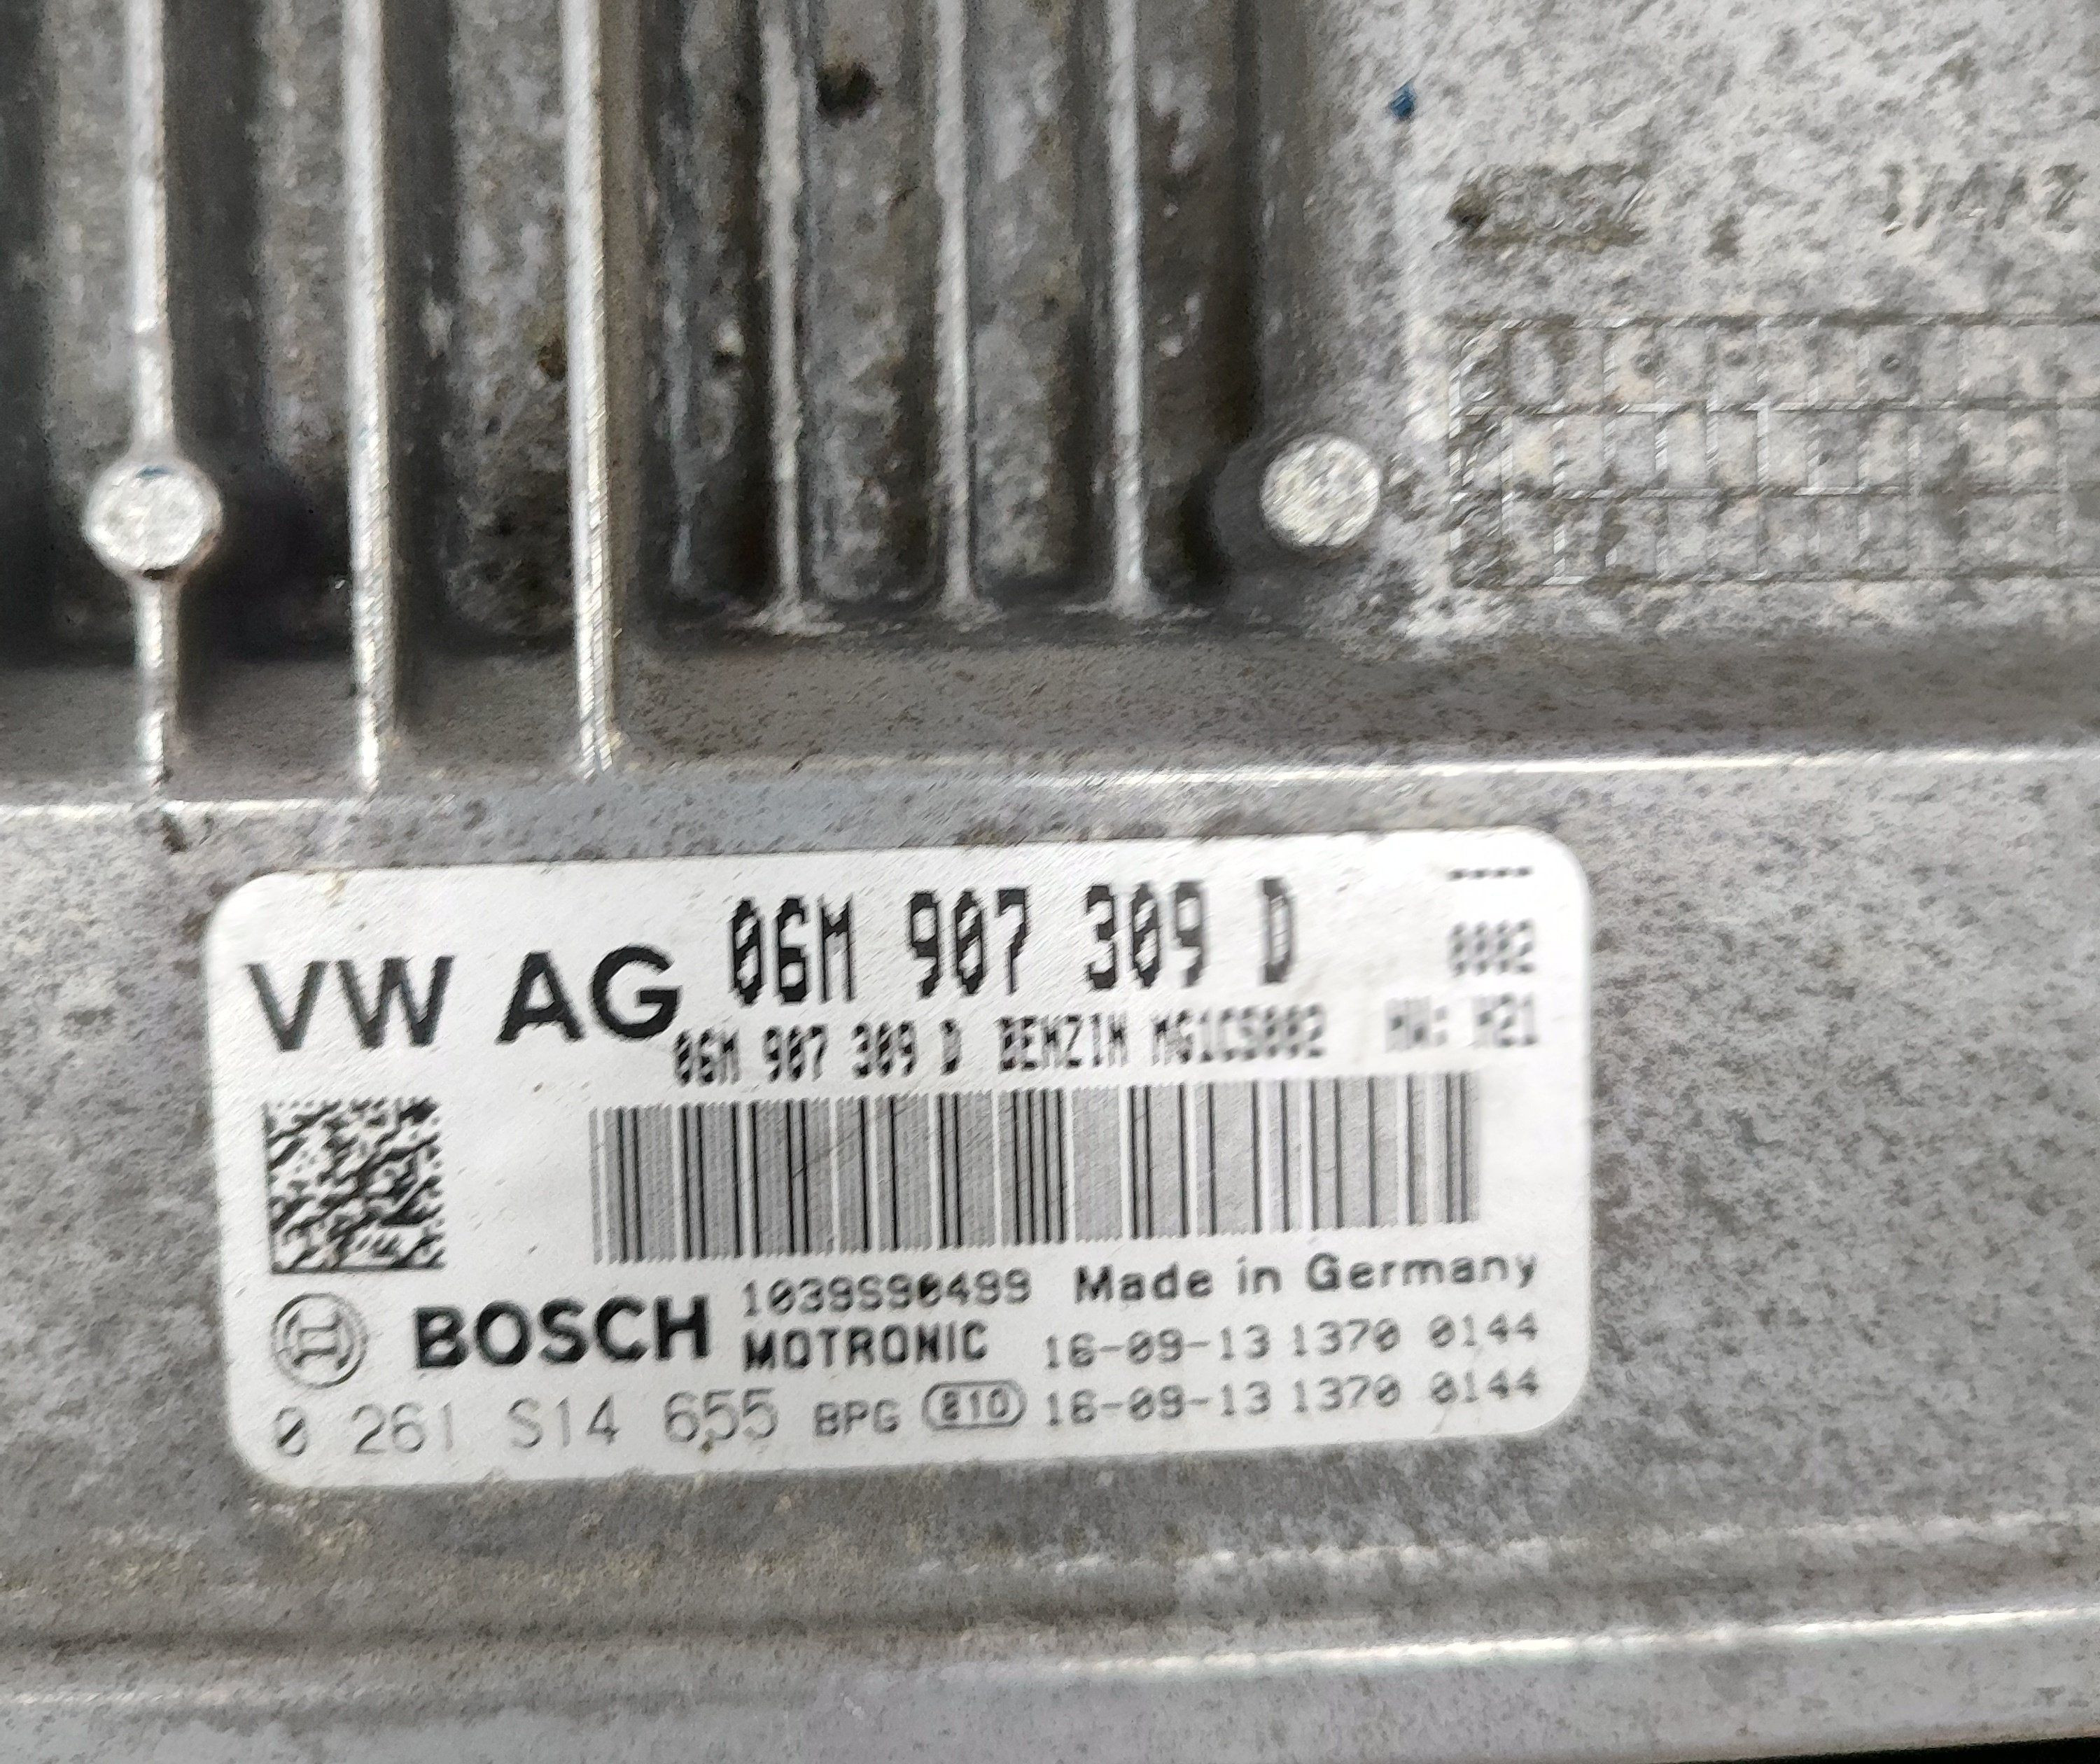 ----
VW AG 06M 907 309 D 0002
06M 907 309 D BENZIN MG1CS002 HW: H21
BOSCH 1039S90499 Made in Germany
MOTRONIC 16-09-13 1370 0144
0 261 S14 655 BPG 810 16-09-13 1370 0144